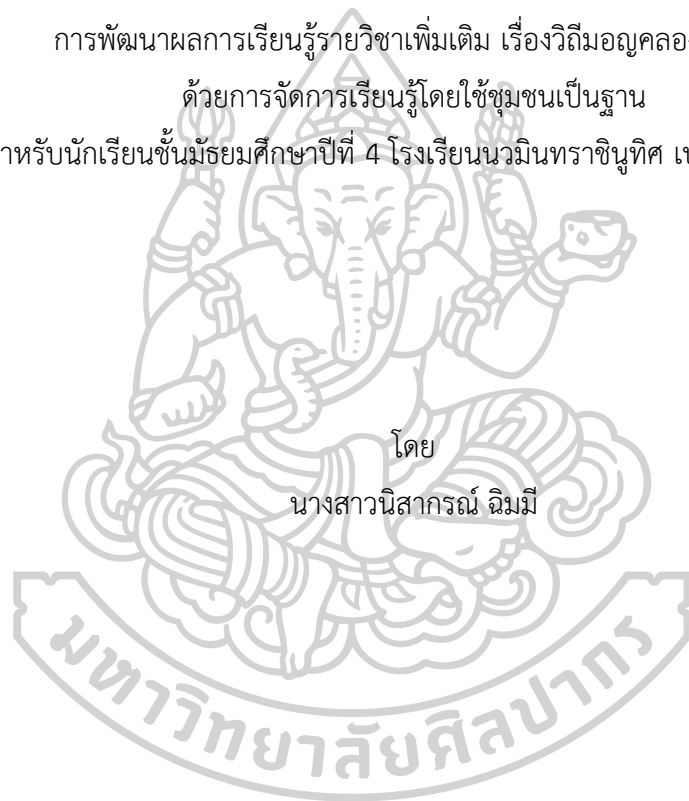 การพัฒนาผลการเรียนรู้รายวิชาเพิ่มเติม เรื่องวิถีมอญคลอง
ด้วยการจัดการเรียนรู้โดยใช้ชุมชนเป็นฐาน
าหรับนักเรียนชั้นมัธยมศึกษาปีที่ 4 โรงเรียนนวมินทราชินูทิศ
โดย
นางสาวนิสากรณ์ ฉิมมี
มหาวิทยาลัยศิลปากร